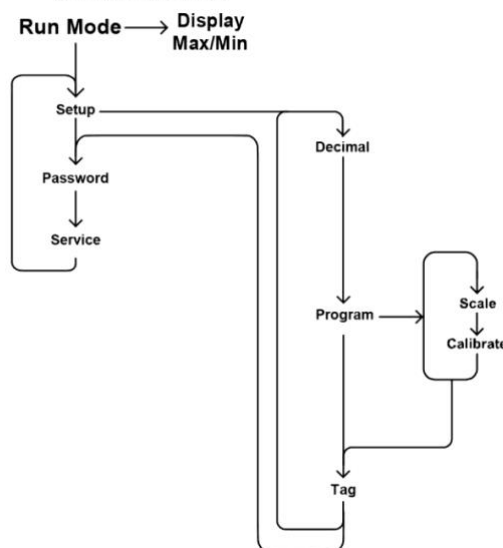 Run Mode
Display
Max/Min
Setup
Decimal
Password
Service
Program
Scale
Calibrate
Tag